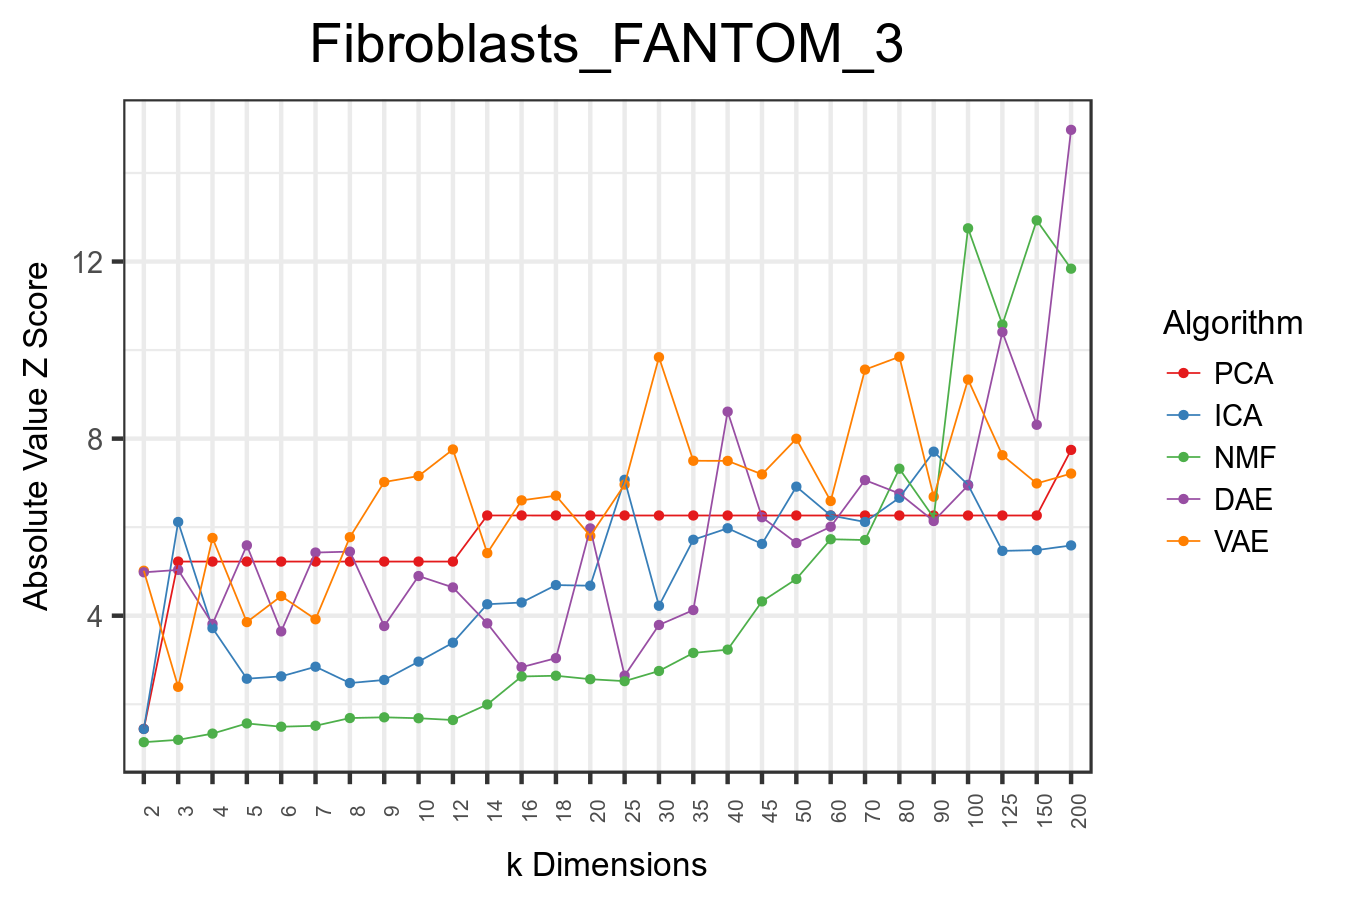 Fibroblasts_FANTOM_3
Absolute Value Z Score
12
8
4
2 3 4 5 6 7 8 9 10 12 14 16 18 20 25 30 35 40 45 50 60 70 80 90 100 125 150 200
k Dimensions
Algorithm
PCA
ICA
NMF
DAE
VAE